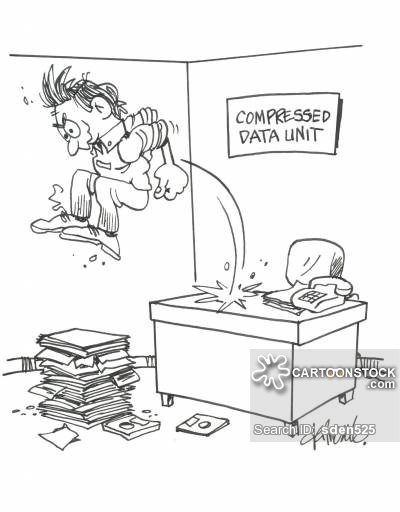 COMPRESSED
DATA UNIT
CARTOONSTOCK
.com
Search ID: sden525